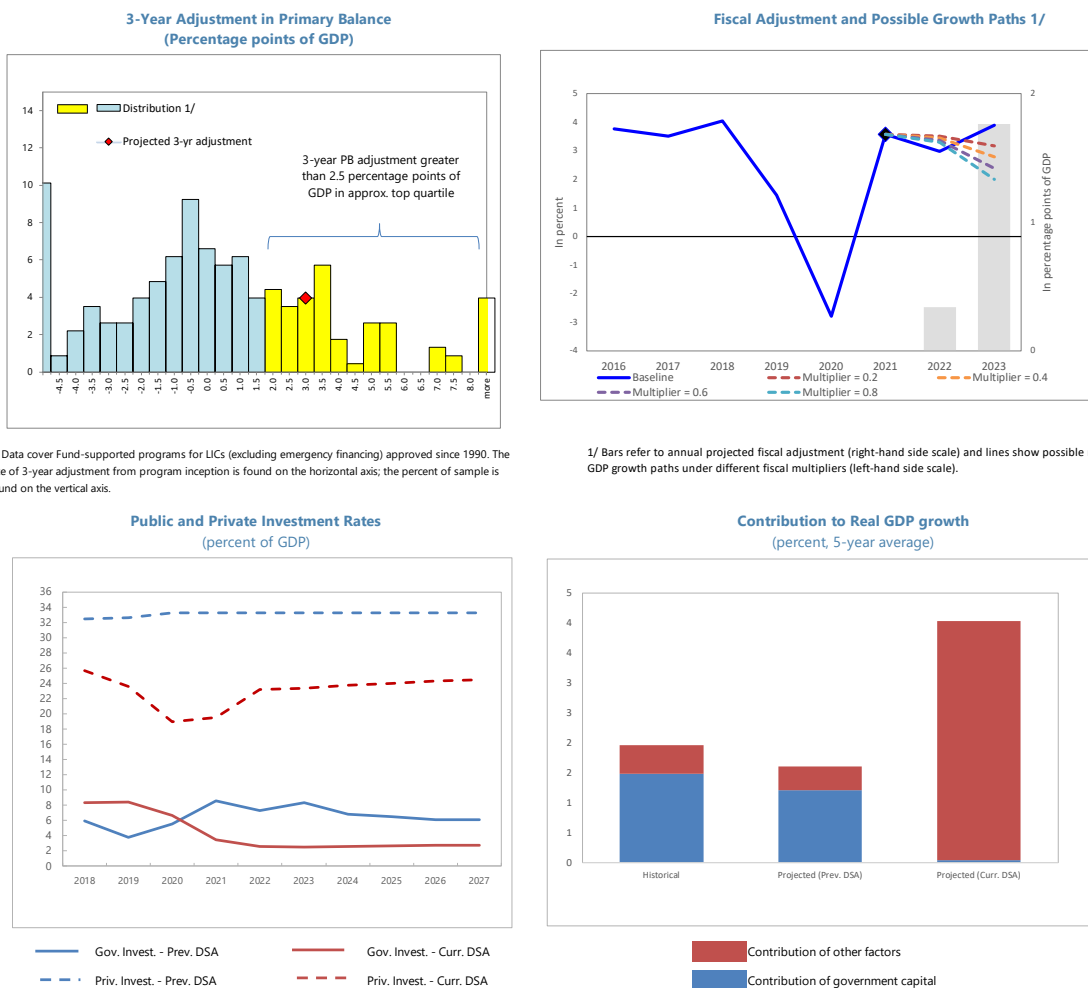 3-Year Adjustment in Primary Balance
(Percentage points of GDP)
14
12
10
8
6
4
2
0
Distribution 1/
Projected 3-yr adjustment
3-year PB adjustment greater
than 2.5 percentage points of
GDP in approx. top quartile
-4.5 -4.0 -3.5 -3.0 -2.5 -2.0 -1.5 -1.0 -0.5 0.0 0.5 1.0 1.5 2.0 2.5 3.0 3.5 4.0 4.5 5.0 5.5 6.0 6.5 7.0 7.5 8.0 more
Data cover Fund-supported programs for LICs (excluding emergency financing) approved since 1990. The
e of 3-year adjustment from program inception is found on the horizontal axis; the percent of sample is
und on the vertical axis.
Fiscal Adjustment and Possible Growth Paths 1/
In percent
5
4
3
2
1
0
-1
-2
-3
-4
2
1
0
In percentage points of GDP
2016 2017 2018 2019 2020 2021 2022 2023
Baseline Multiplier = 0.2 Multiplier = 0.4
Multiplier = 0.6 Multiplier = 0.8
1/ Bars refer to annual projected fiscal adjustment (right-hand side scale) and lines show possible
GDP growth paths under different fiscal multipliers (left-hand side scale).
Public and Private Investment Rates
(percent of GDP)
36
34
32
30
28
26
24
22
20
18
16
14
12
10
8
6
4
2
0
2018 2019 2020 2021 2022 2023 2024 2025 2026 2027
Gov. Invest. - Prev. DSA Gov. Invest. - Curr. DSA
Priv. Invest. - Prev. DSA Priv. Invest. - Curr. DSA
Contribution to Real GDP growth
(percent, 5-year average)
5
4
4
3
3
2
2
1
1
0
Historical Projected (Prev. DSA) Projected (Curr. DSA)
Contribution of other factors
Contribution of government capital